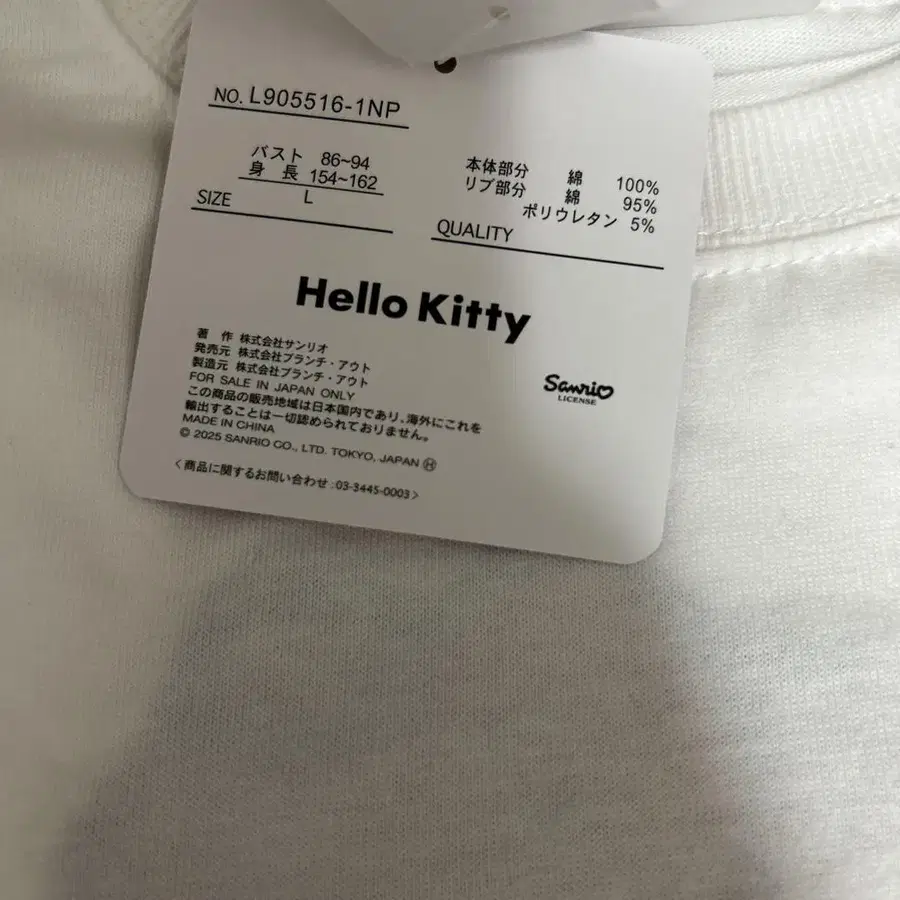 NO. L905516-1NP
バスト 86~94
身 長 154~162
SIZE L
本体部分 綿 100%
リブ部分 綿 95%
ポリウレタン 5%
QUALITY
Hello Kitty
著 作 株式会社サンリオ
発売元 株式会社ブランチ・アウト
製造元 株式会社ブランチ・アウト
FOR SALE IN JAPAN ONLY
この商品の販売地域は日本国内であり、海外にこれを
輸出することは一切認められておりません。
MADE IN CHINA
© 2025 SANRIO CO., LTD. TOKYO, JAPAN Ⓗ
<商品に関するお問い合わせ:03-3445-0003>
Sanrio
LICENSE